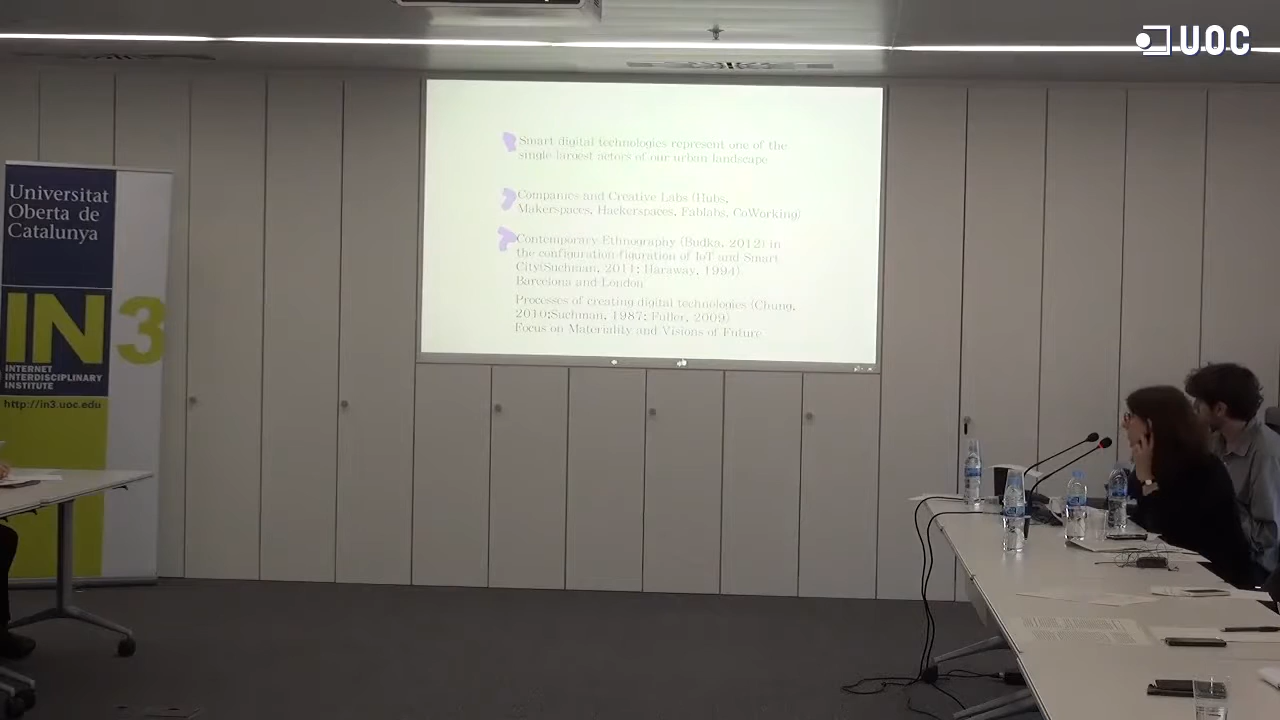 UOC
Smart digital technologies represent one of the
single largest actors of our urban landscape
Companies and Creative Labs (Hubs,
Makerspaces, Hackerspaces, Fablabs, CoWorking)
Contemporary Ethnography (Budka, 2012) in
the configuration figuration of IoT and Smart
City(Suchman, 2011; Haraway, 1994)
Barcelona and London
Processes of creating digital technologies (Chung,
2010;Suchman, 1987; Fuller, 2009)
Focus on Materiality and Visions of Future
Universitat
Oberta de
Catalunya
IN3
INTERNET
INTERDISCIPLINARY
INSTITUTE
http://in3.uoc.edu